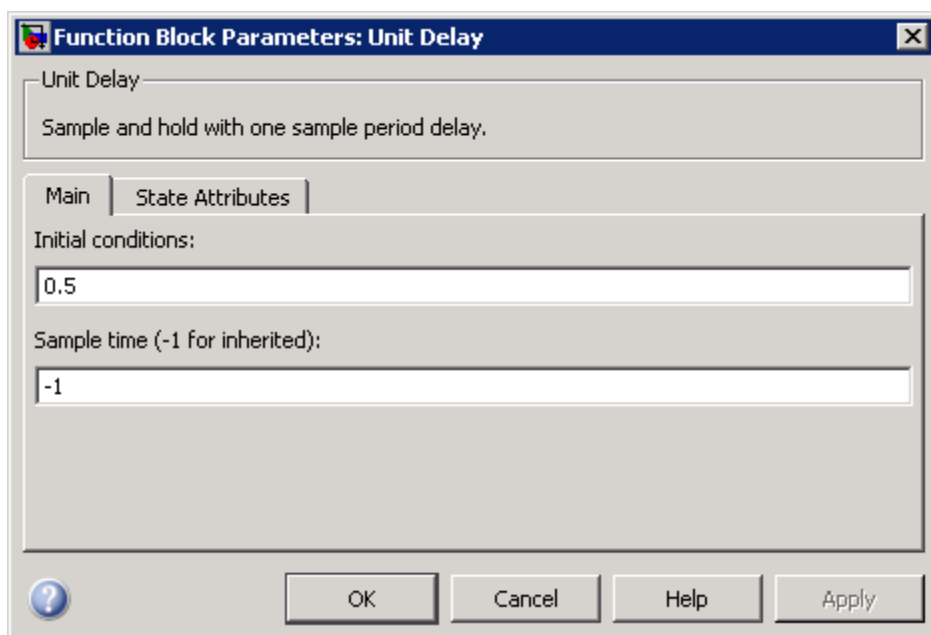 Function Block Parameters: Unit Delay
Unit Delay
Sample and hold with one sample period delay.
Main State Attributes
Initial conditions:
0.5
Sample time (-1 for inherited):
-1
OK Cancel Help Apply